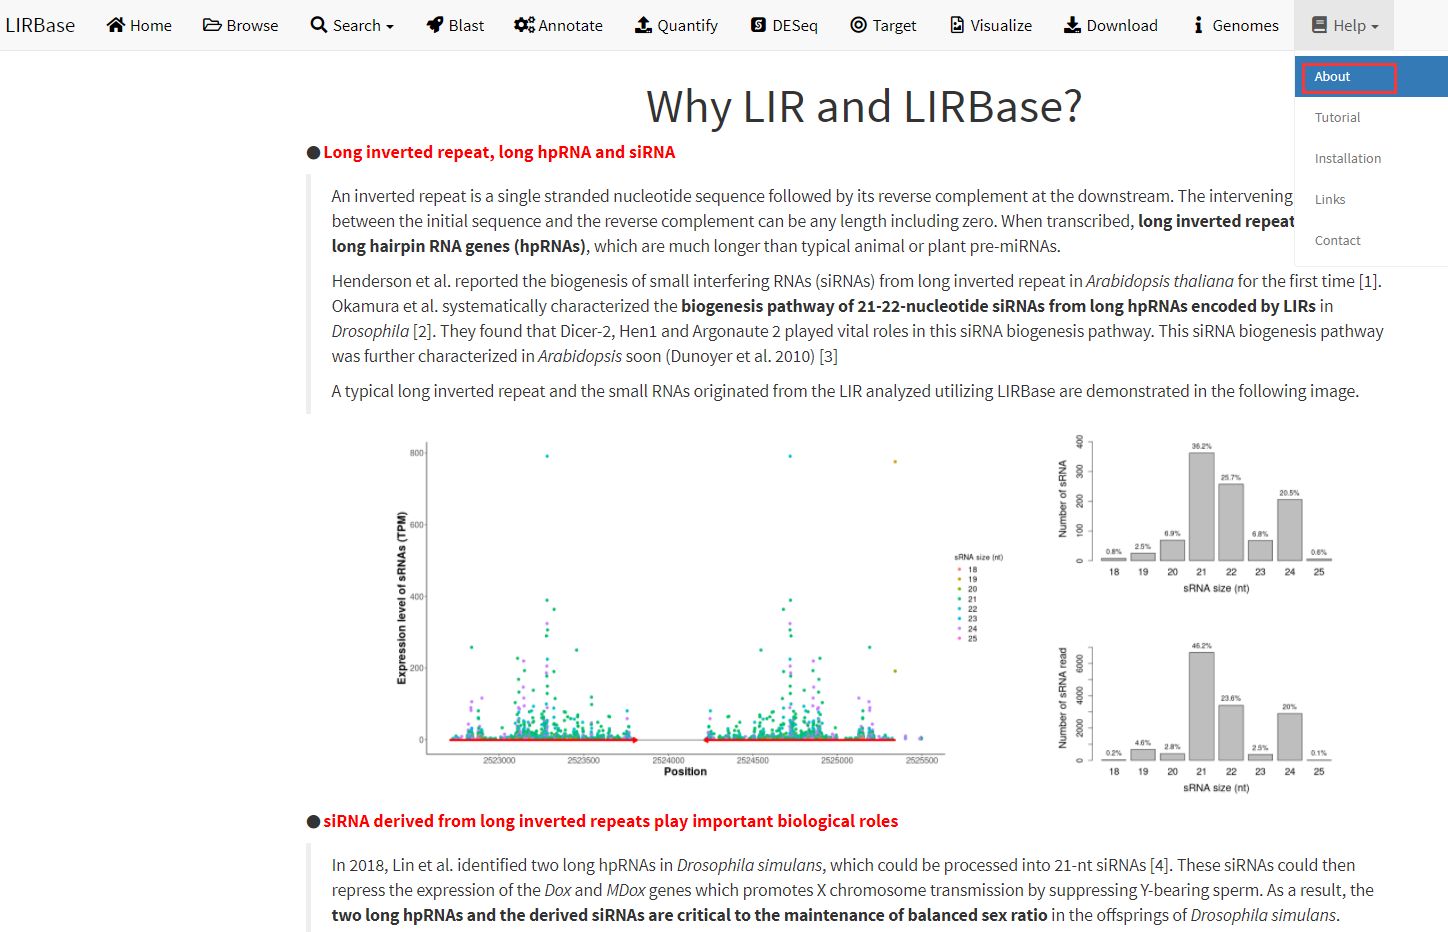 LIRBase Home Browse Search Blast Annotate Quantify DESeq Target Visualize Download Genomes Help
About
Tutorial
Installation
Links
Contact
Why LIR and LIRBase?
Long inverted repeat, long hpRNA and siRNA
An inverted repeat is a single stranded nucleotide sequence followed by its reverse complement at the downstream. The intervening
between the initial sequence and the reverse complement can be any length including zero. When transcribed, long inverted repeat
long hairpin RNA genes (hpRNAs), which are much longer than typical animal or plant pre-miRNAs.
Henderson et al. reported the biogenesis of small interfering RNAs (siRNAs) from long inverted repeat in Arabidopsis thaliana for the first time [1].
Okamura et al. systematically characterized the biogenesis pathway of 21-22-nucleotide siRNAs from long hpRNAs encoded by LIRs in
Drosophila [2]. They found that Dicer-2, Hen1 and Argonaute 2 played vital roles in this siRNA biogenesis pathway. This siRNA biogenesis pathway
was further characterized in Arabidopsis soon (Dunoyer et al. 2010) [3]
A typical long inverted repeat and the small RNAs originated from the LIR analyzed utilizing LIRBase are demonstrated in the following image.
Expression level of sRNAs (TPM)
800
600
400
200
0
2523000 2523500 2524000 2524500 2525000 2525500
Position
sRNA size (nt)
18
19
20
21
22
23
24
25
Number of sRNA
400
300
200
100
0
0.8% 2.5% 6.9% 36.2% 25.7% 6.8% 20.5% 0.6%
18 19 20 21 22 23 24 25
sRNA size (nt)
Number of sRNA read
6000
4000
2000
0
0.2% 4.6% 2.8% 46.2% 23.6% 2.5% 20% 0.1%
18 19 20 21 22 23 24 25
sRNA size (nt)
siRNA derived from long inverted repeats play important biological roles
In 2018, Lin et al. identified two long hpRNAs in Drosophila simulans, which could be processed into 21-nt siRNAs [4]. These siRNAs could then
repress the expression of the Dox and MDox genes which promotes X chromosome transmission by suppressing Y-bearing sperm. As a result, the
two long hpRNAs and the derived siRNAs are critical to the maintenance of balanced sex ratio in the offsprings of Drosophila simulans.